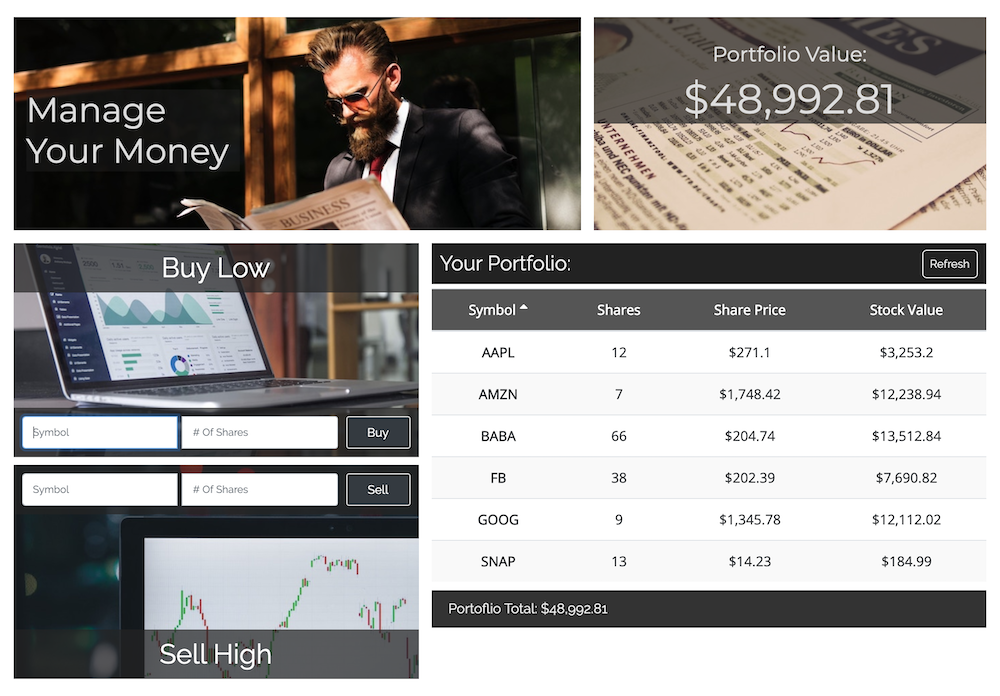 Manage
Your Money
BUSINESS
Portfolio Value:
$48,992.81
UNTERNEHMEN
Buy Low
Symbol
# Of Shares
Buy
Symbol
# Of Shares
Sell
Sell High
Your Portfolio:
Refresh
Symbol Shares Share Price Stock Value
AAPL 12 $271.1 $3,253.2
AMZN 7 $1,748.42 $12,238.94
BABA 66 $204.74 $13,512.84
FB 38 $202.39 $7,690.82
GOOG 9 $1,345.78 $12,112.02
SNAP 13 $14.23 $184.99
Portoflio Total: $48,992.81